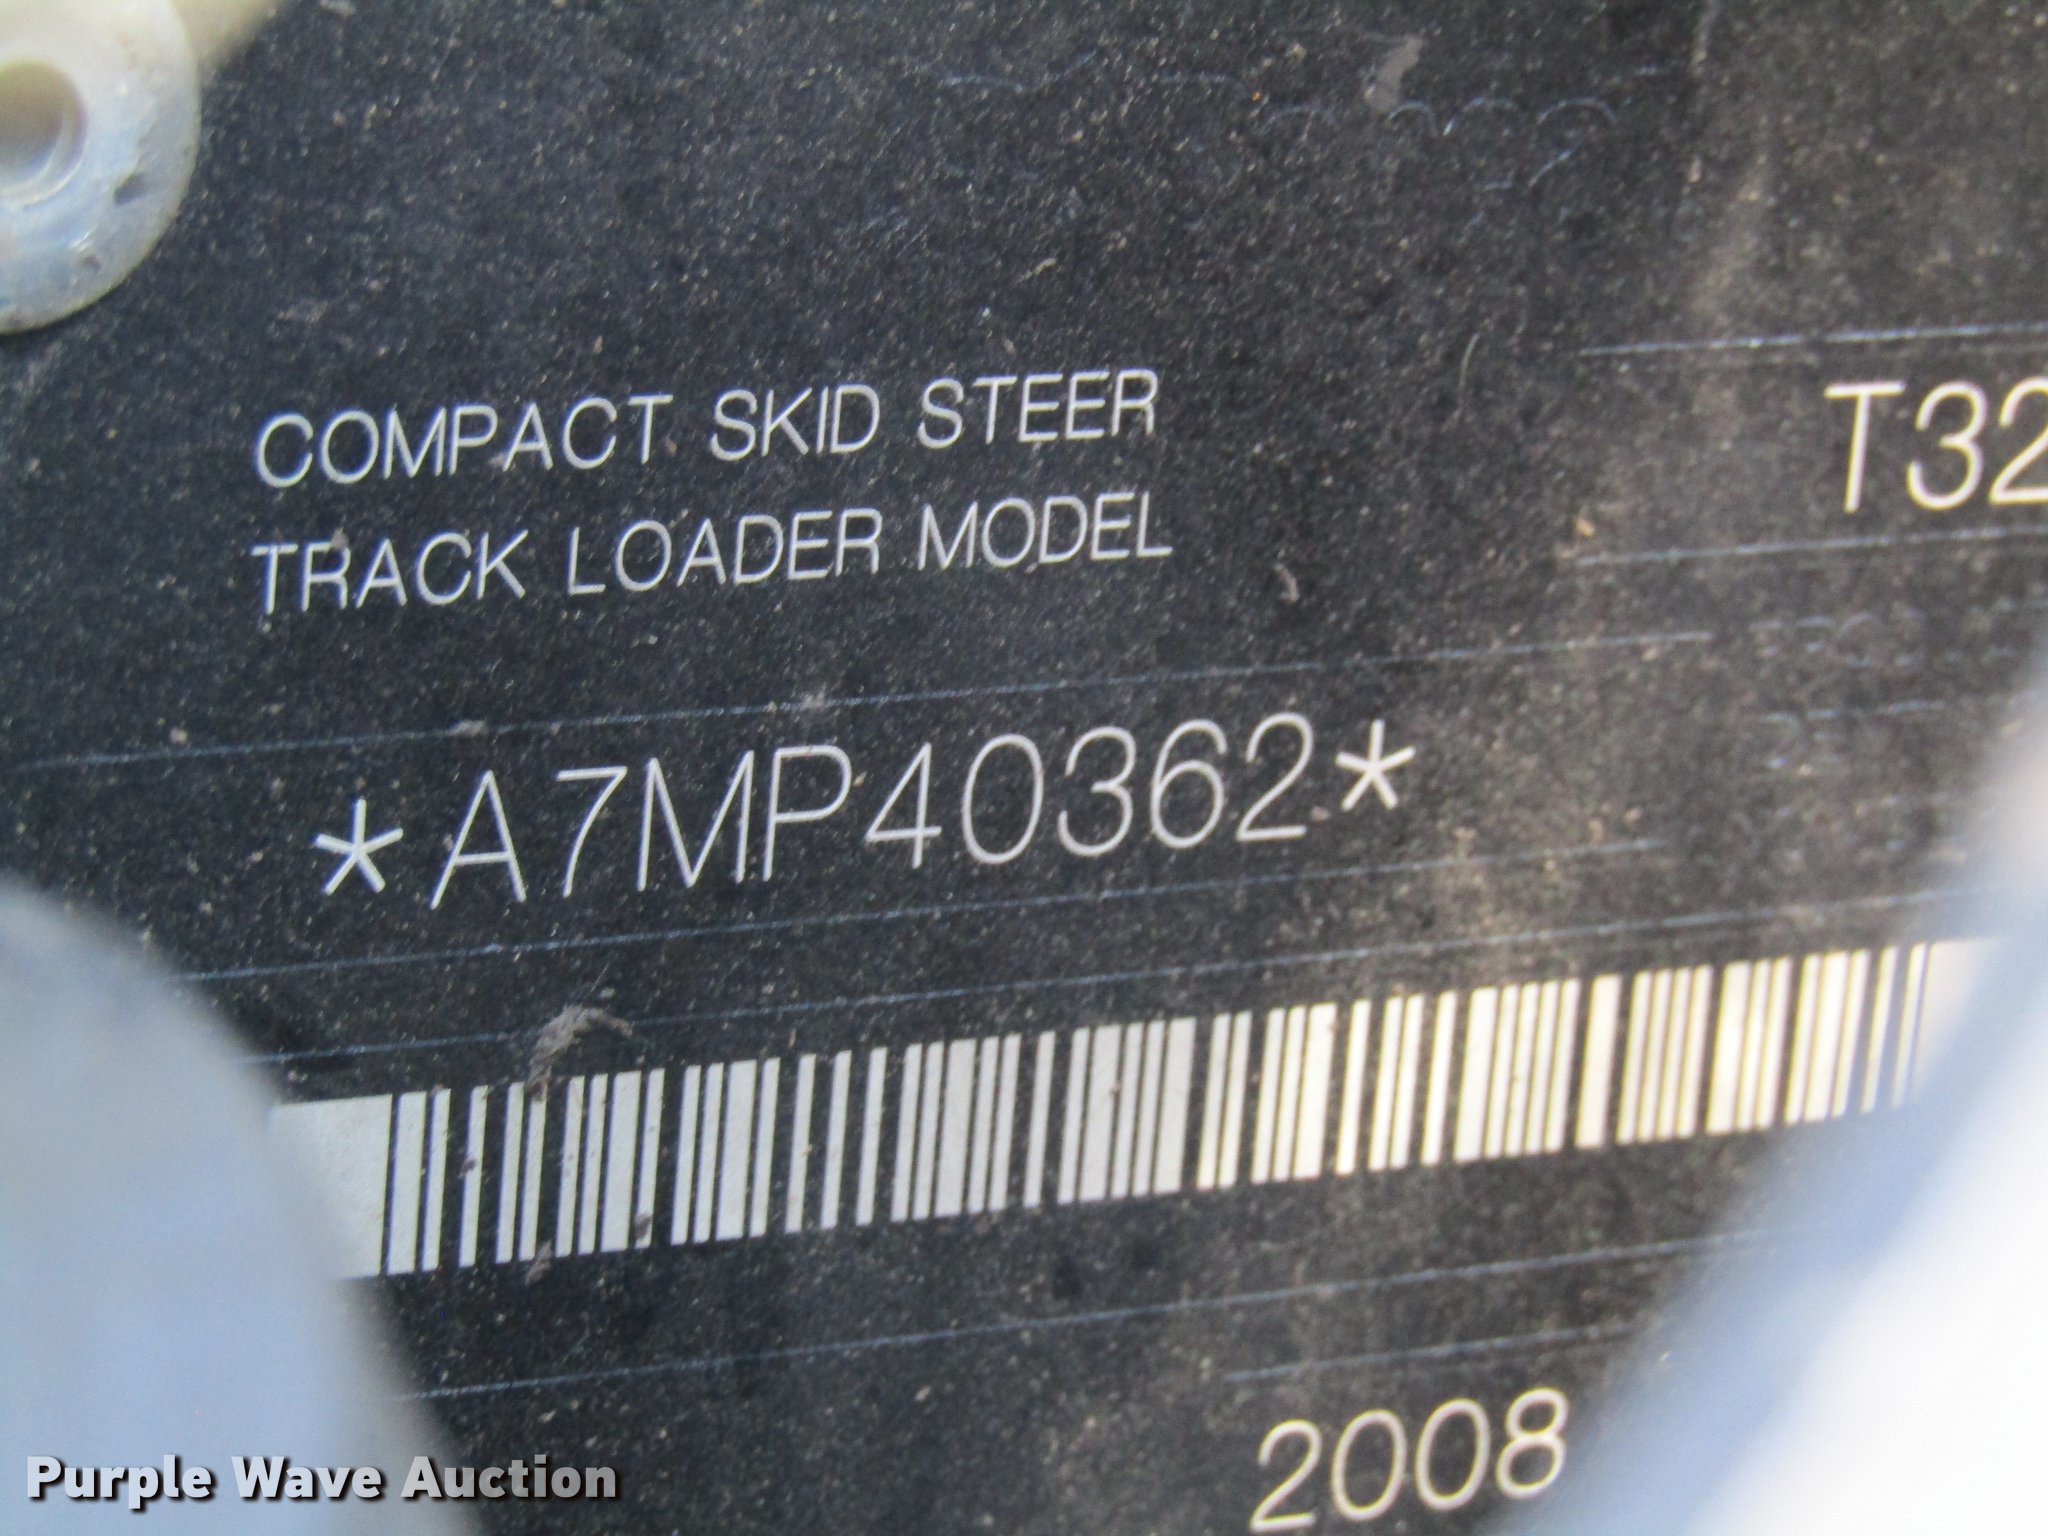 COMPACT SKID STEER
TRACK LOADER MODEL
T32
*A7MP40362*
2008
Purple Wave Auction